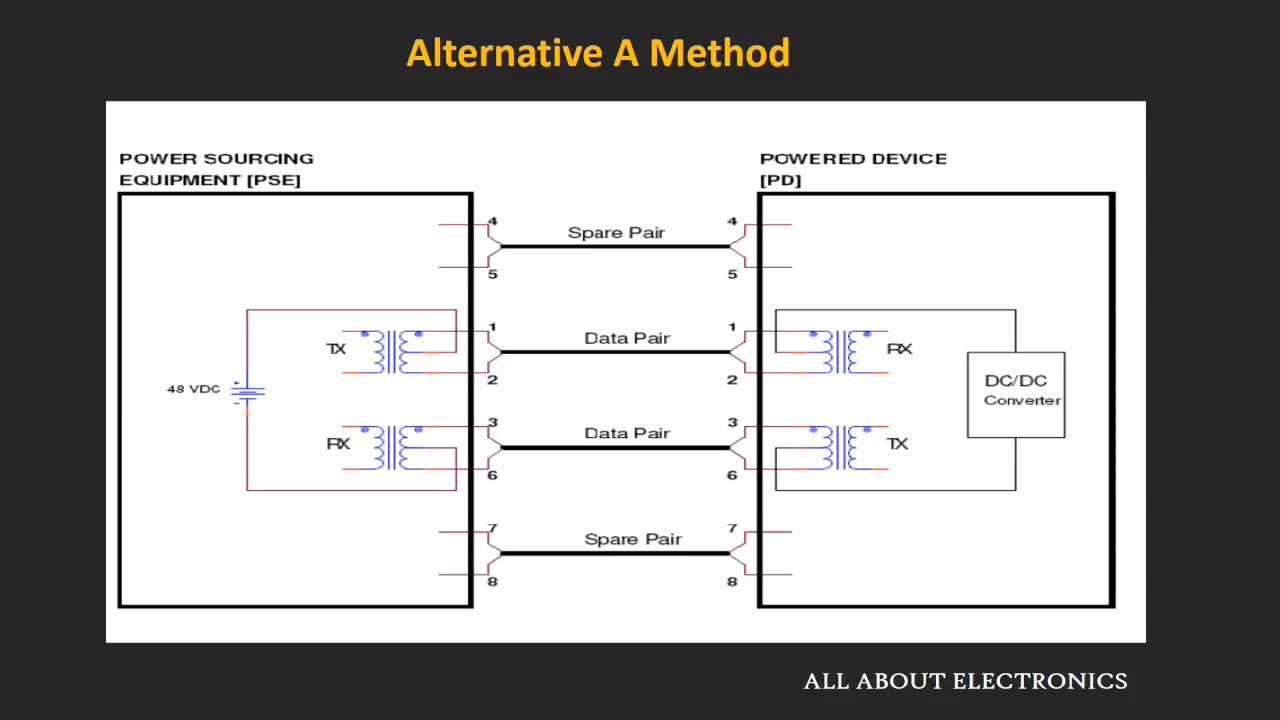 Alternative A Method
POWER SOURCING
EQUIPMENT [PSE]
POWERED DEVICE
[PD]
4
Spare Pair
4
5
5
1
Data Pair
1
TX
RX
2
2
48 VDC
+
-
DC/DC
Converter
3
Data Pair
3
RX
TX
6
6
7
Spare Pair
7
8
8
ALL ABOUT ELECTRONICS